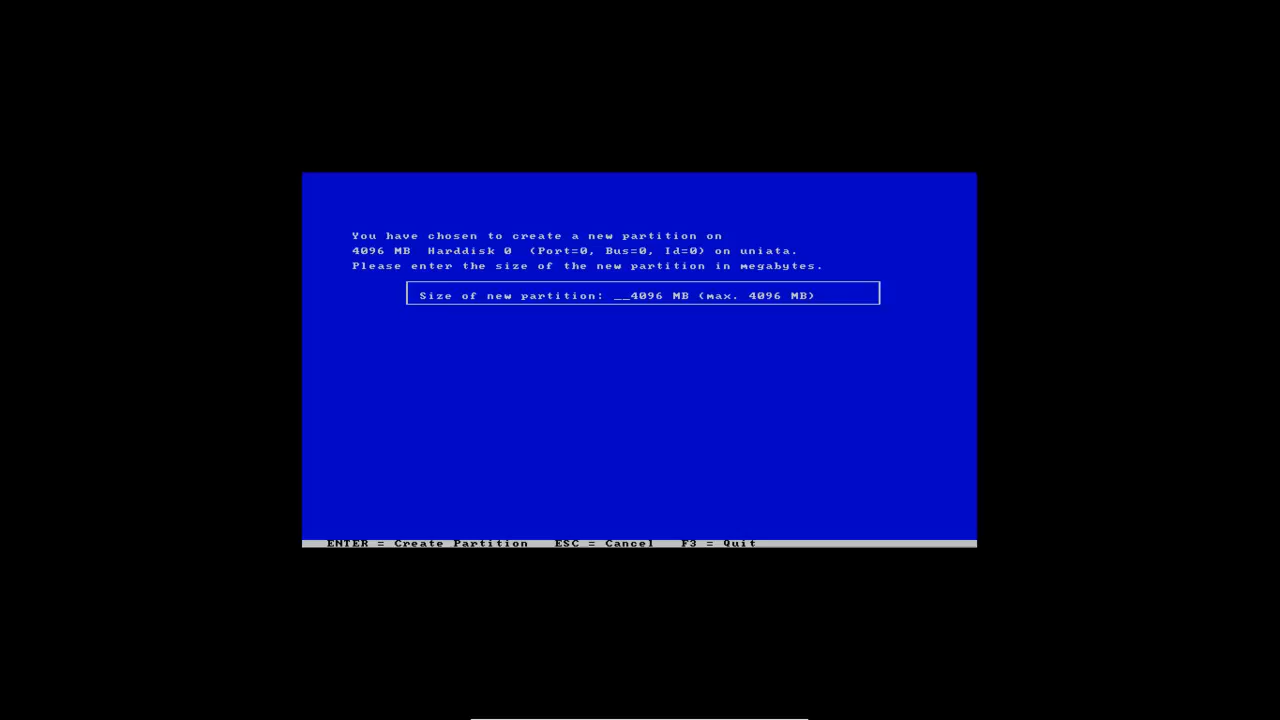 You have chosen to create a new partition on
4096 MB  Harddisk 0  (Port=0, Bus=0, Id=0) on uniata.
Please enter the size of the new partition in megabytes.
Size of new partition: __4096 MB (max. 4096 MB)
ENTER = Create Partition   ESC = Cancel   F3 = Quit